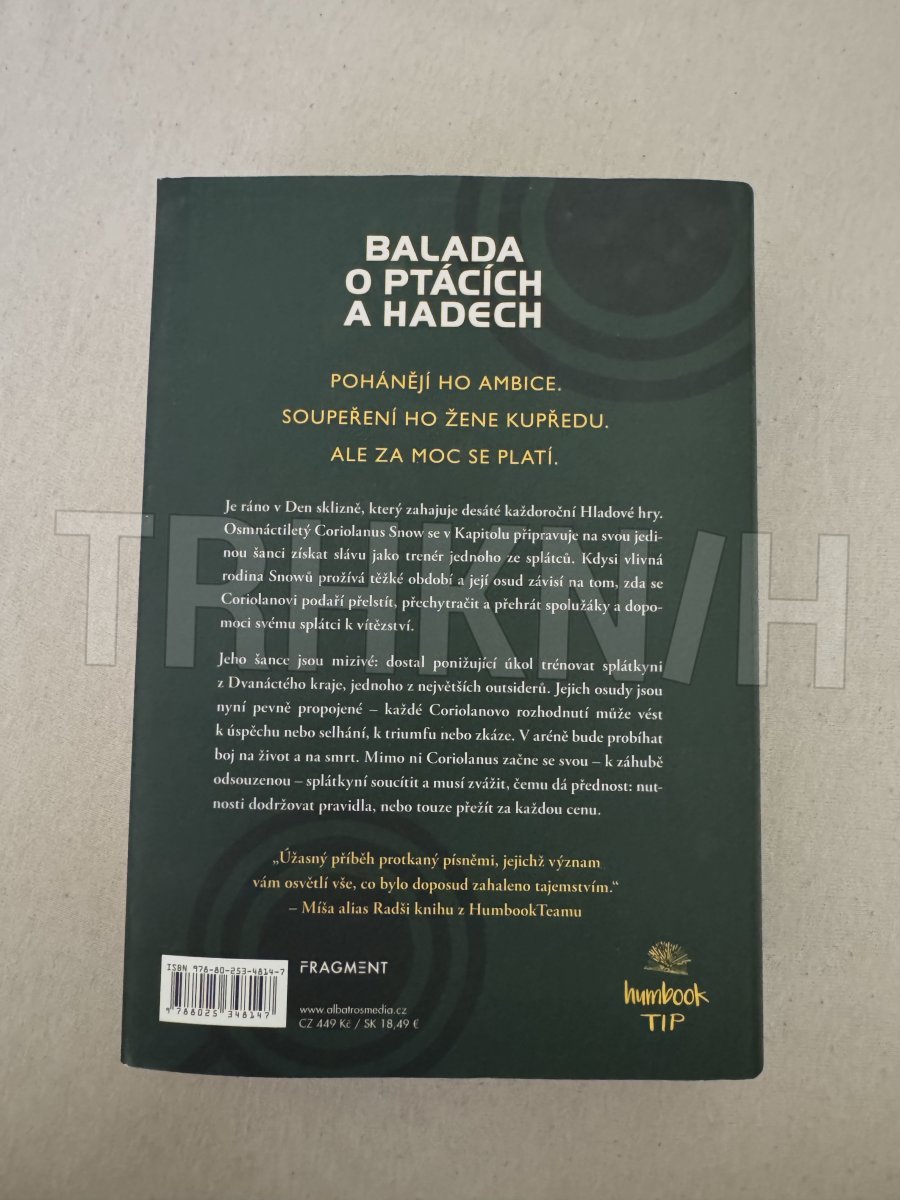 BALADA
O PTÁCÍCH
A HADECH
POHÁNĚJÍ HO AMBICE.
SOUPEŘENÍ HO ŽENE KUPŘEDU.
ALE ZA MOC SE PLATÍ.
Je ráno v Den sklizně, který zahajuje desáté každoroční Hladové hry.
Osmnáctiletý Coriolanus Snow se v Kapitolu připravuje na svou jedi-
nou šanci získat slávu jako trenér jednoho ze splátců. Kdysi vlivná
rodina Snowů prožívá těžké období a její osud závisí na tom, zda se
Coriolanovi podaří přelstít, přechytračit a přehrát spolužáky a dopo-
moci svému splátci k vítězství.
TRHKN/H
Jeho šance jsou mizivé: dostal ponižující úkol trénovat splátkyni
z Dvanáctého kraje, jednoho z největších outsiderů. Jejich osudy jsou
nyní pevně propojené – každé Coriolanovo rozhodnutí může vést
k úspěchu nebo selhání, k triumfu nebo zkáze. V aréně bude probíhat
boj na život a na smrt. Mimo ni Coriolanus začne se svou – k záhubě
odsouzenou – splátkyní soucítit a musí zvážit, čemu dá přednost: nut-
nosti dodržovat pravidla, nebo touze přežít za každou cenu.
„Úžasný příběh protkaný písněmi, jejichž význam
vám osvětlí vše, co bylo doposud zahaleno tajemstvím.“
– Míša alias Radši knihu z HumbookTeamu
ISBN 978-80-253-4814-7
9 788025 348147
FRAGMENT
www.albatrosmedia.cz
CZ 449 Kč / SK 18,49 €
humbook
TIP